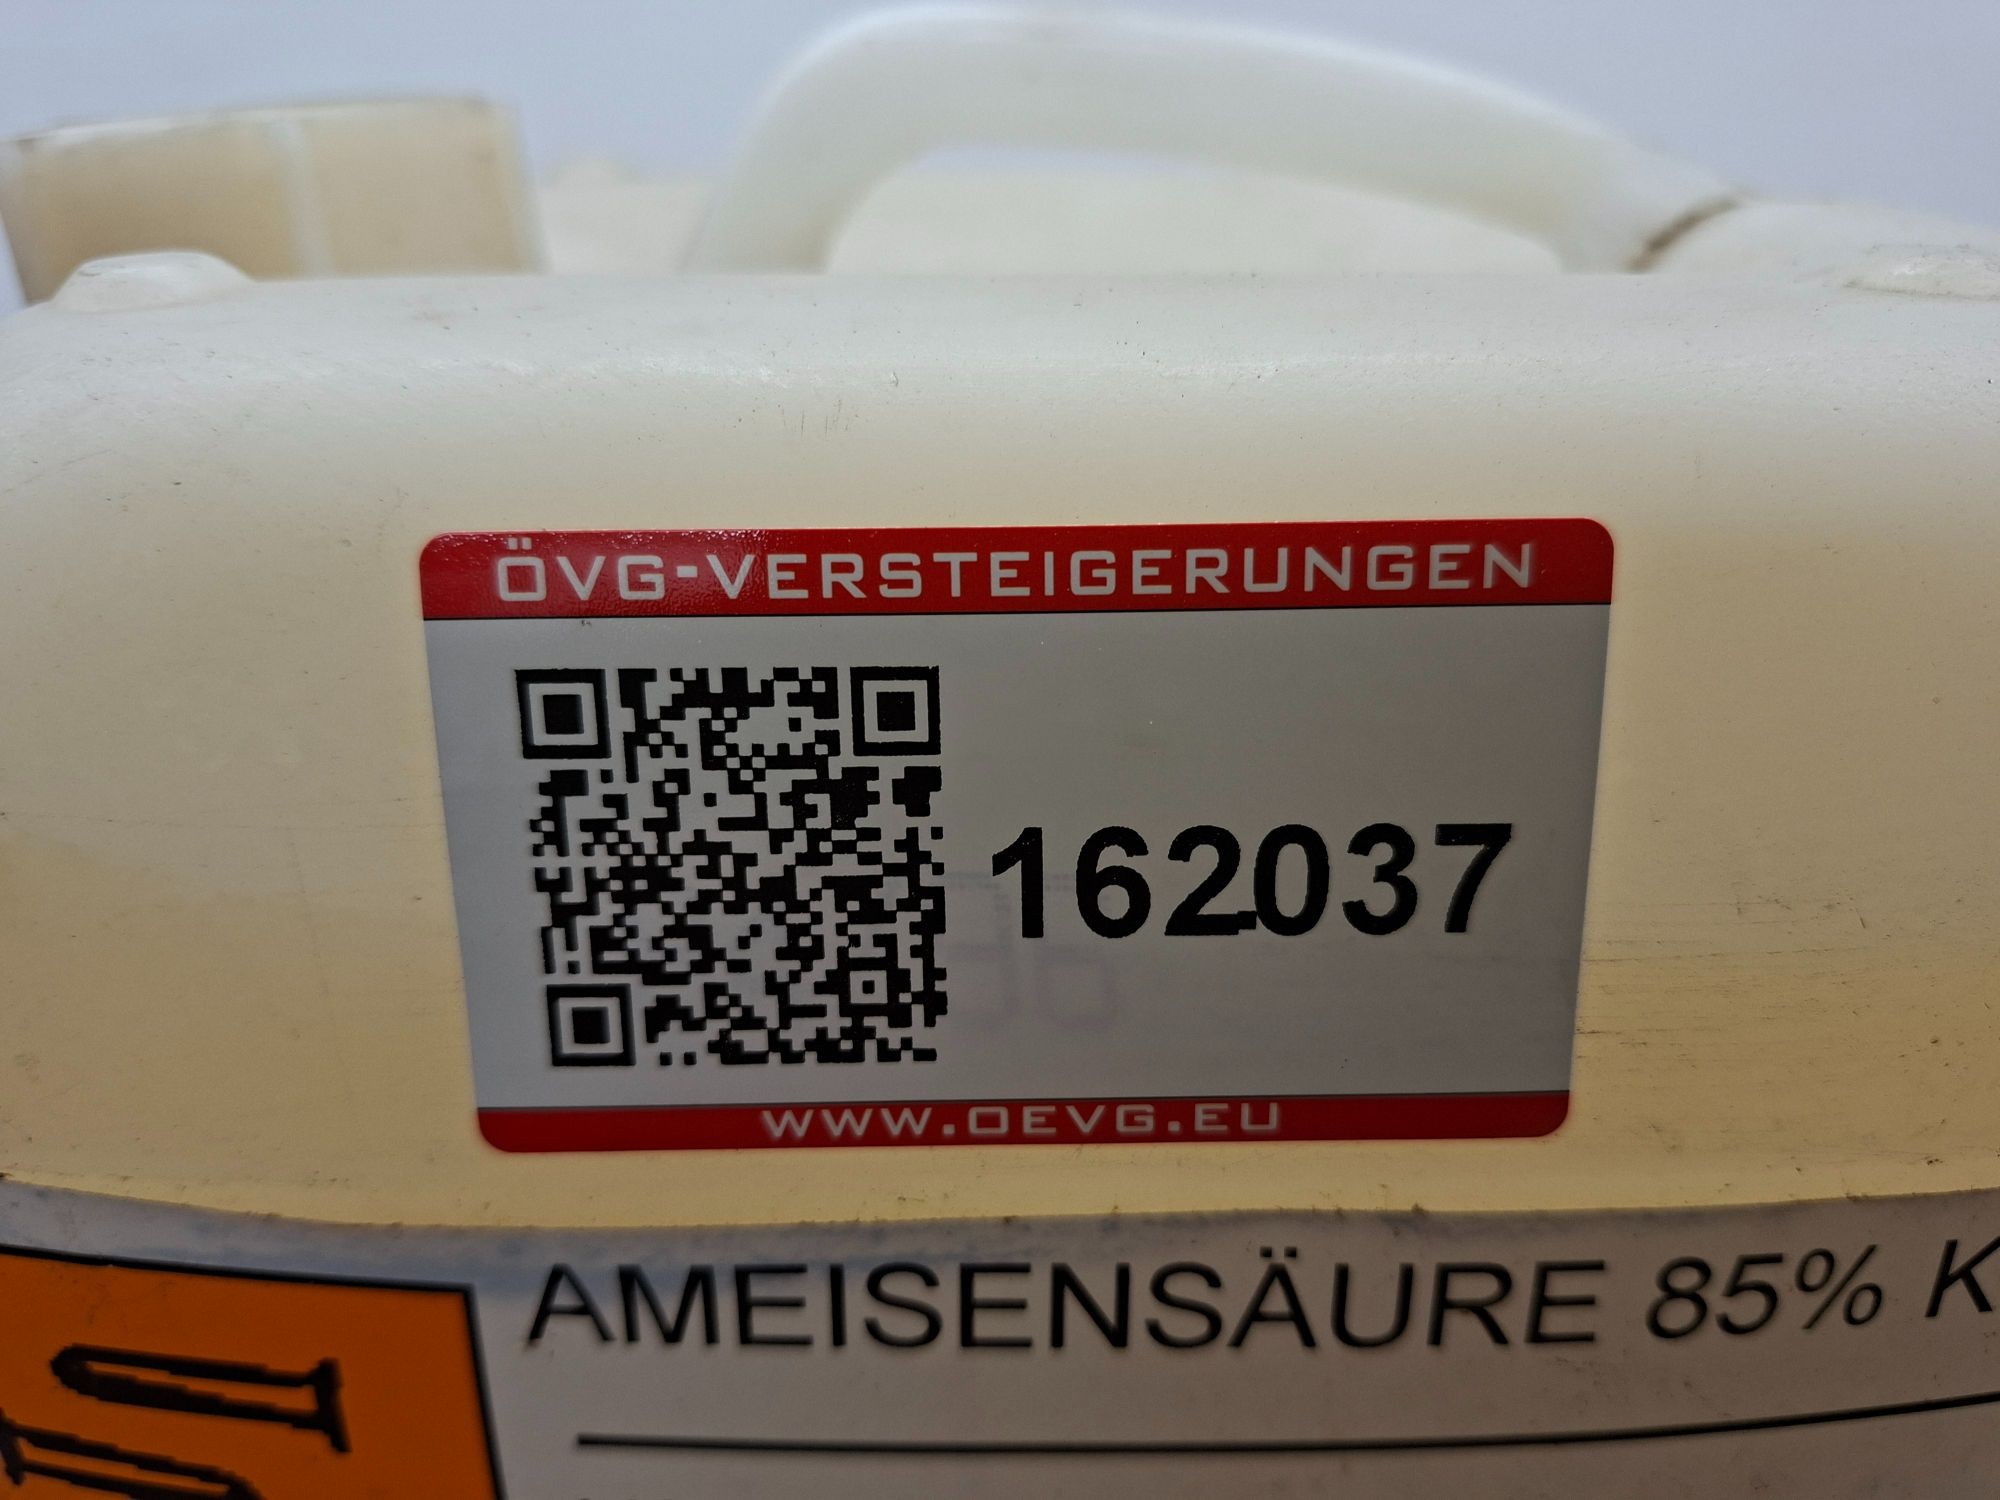 ÖVG-VERSTEIGERUNGEN
162037
WWW.OEVG.EU
AMEISENSÄURE 85% K